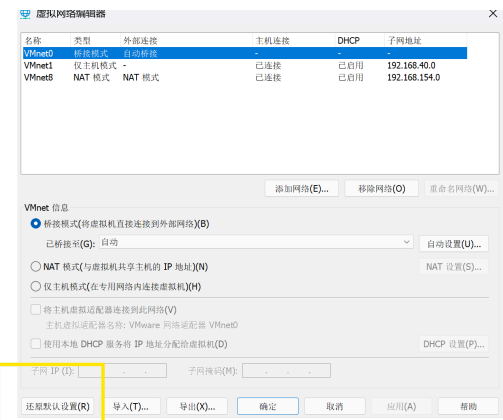 虚拟网络编辑器
名称 类型 外部连接 主机连接 DHCP 子网地址
VMnet0 桥接模式 自动桥接 - - -
VMnet1 仅主机模式 - 已连接 已启用 192.168.40.0
VMnet8 NAT 模式 NAT 模式 已连接 已启用 192.168.154.0
添加网络(E)... 移除网络(O) 重命名网络(W)...
VMnet 信息
桥接模式(将虚拟机直接连接到外部网络)(B)
已桥接至(G): 自动 自动设置(U)...
NAT 模式(与虚拟机共享主机的 IP 地址)(N) NAT 设置(S)...
仅主机模式(在专用网络内连接虚拟机)(H)
将主机虚拟适配器连接到此网络(V)
主机虚拟适配器名称: VMware 网络适配器 VMnet0
使用本地 DHCP 服务将 IP 地址分配给虚拟机(D) DHCP 设置(P)...
子网 IP (I): . . . 子网掩码(M): . . .
还原默认设置(R) 导入(T)... 导出(X)... 确定 取消 应用(A) 帮助